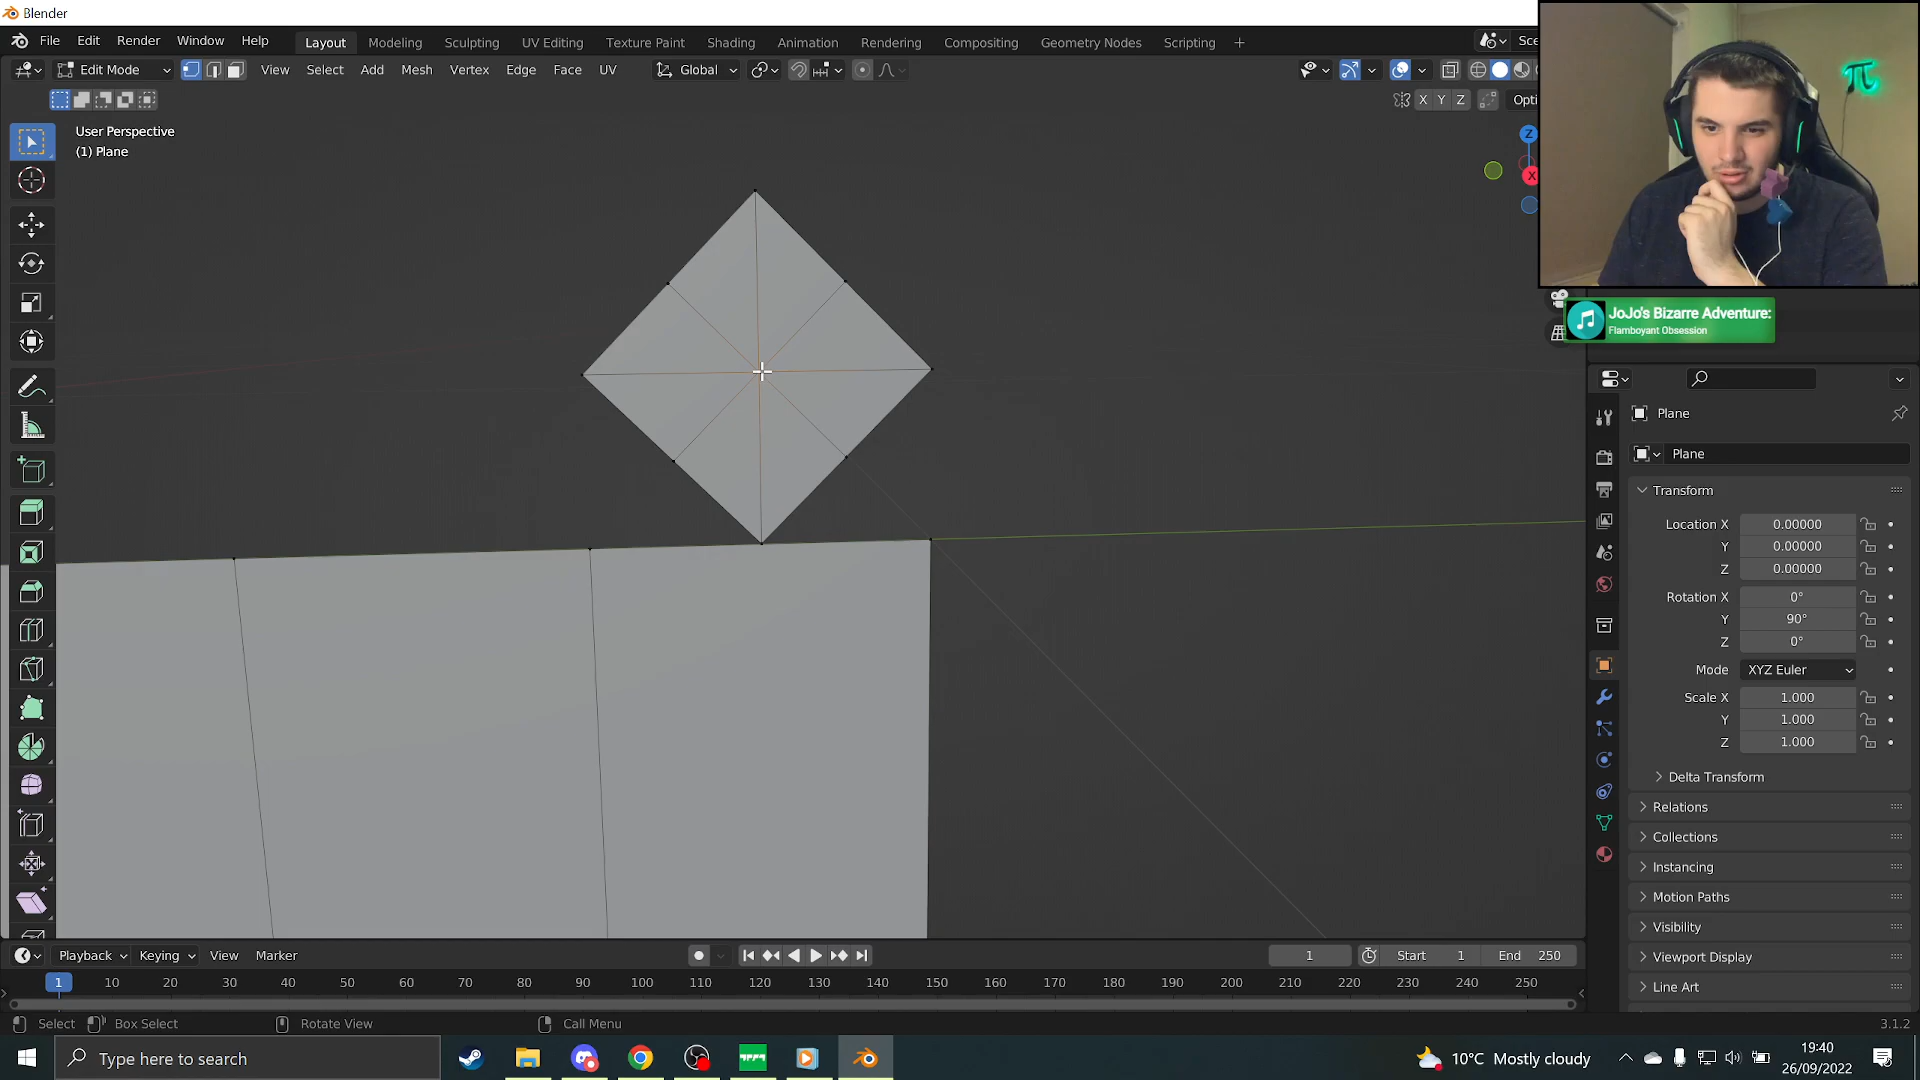 Blender
File Edit Render Window Help Layout Modeling Sculpting UV Editing Texture Paint Shading Animation Rendering Compositing Geometry Nodes Scripting + Sce
Edit Mode View Select Add Mesh Vertex Edge Face UV Global
X Y Z Opti
User Perspective
(1) Plane
Z
X
JoJo's Bizarre Adventure:
Flamboyant Obsession
Plane
Plane
Transform
Location X 0.00000
Y 0.00000
Z 0.00000
Rotation X 0°
Y 90°
Z 0°
Mode XYZ Euler
Scale X 1.000
Y 1.000
Z 1.000
Delta Transform
Relations
Collections
Instancing
Motion Paths
Visibility
Viewport Display
Line Art
Playback Keying View Marker 1 Start 1 End 250
1 10 20 30 40 50 60 70 80 90 100 110 120 130 140 150 160 170 180 190 200 210 220 230 240 250
Select Box Select Rotate View Call Menu 3.1.2
Type here to search 10°C Mostly cloudy 19:40
26/09/2022